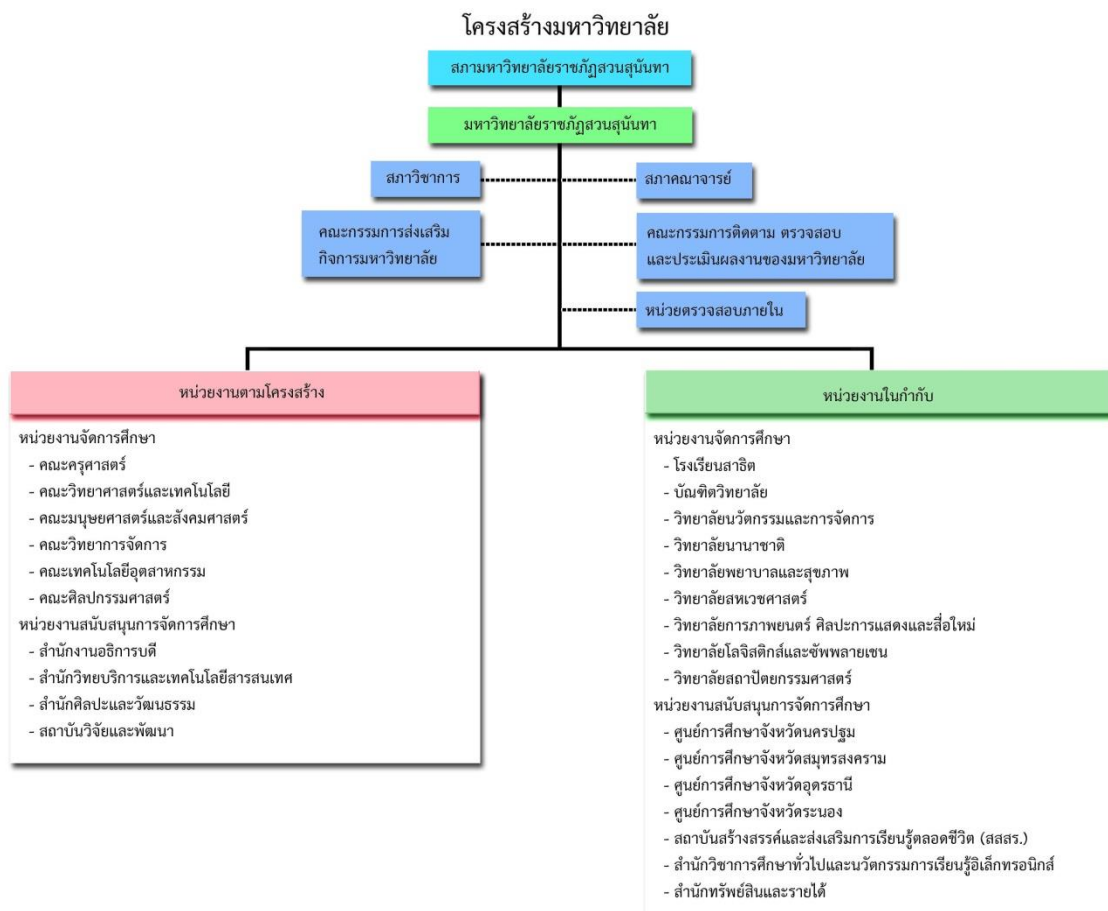 โครงสร้างมหาวิทยาลัย
สภามหาวิทยาลัยราชภัฏสวนสุนันทา
มหาวิทยาลัยราชภัฏสวนสุนันทา
สภาวิชาการ
สภาคณาจารย์
คณะกรรมการส่งเสริม
กิจการมหาวิทยาลัย
คณะกรรมการติดตาม ตรวจสอบ
และประเมินผลงานของมหาวิทยาลัย
หน่วยตรวจสอบภายใน
หน่วยงานตามโครงสร้าง
หน่วยงานจัดการศึกษา
- คณะครุศาสตร์
- คณะวิทยาศาสตร์และเทคโนโลยี
- คณะมนุษยศาสตร์และสังคมศาสตร์
- คณะวิทยาการจัดการ
- คณะเทคโนโลยีอุตสาหกรรม
- คณะศิลปกรรมศาสตร์
หน่วยงานสนับสนุนการจัดการศึกษา
- สำนักงานอธิการบดี
- สำนักวิทยบริการและเทคโนโลยีสารสนเทศ
- สำนักศิลปะและวัฒนธรรม
- สถาบันวิจัยและพัฒนา
หน่วยงานในกำกับ
หน่วยงานจัดการศึกษา
- โรงเรียนสาธิต
- บัณฑิตวิทยาลัย
- วิทยาลัยนวัตกรรมและการจัดการ
- วิทยาลัยนานาชาติ
- วิทยาลัยพยาบาลและสุขภาพ
- วิทยาลัยสหเวชศาสตร์
- วิทยาลัยการภาพยนตร์ ศิลปะการแสดงและสื่อใหม่
- วิทยาลัยโลจิสติกส์และซัพพลายเชน
- วิทยาลัยสถาปัตยกรรมศาสตร์
หน่วยงานสนับสนุนการจัดการศึกษา
- ศูนย์การศึกษาจังหวัดนครปฐม
- ศูนย์การศึกษาจังหวัดสมุทรสงคราม
- ศูนย์การศึกษาจังหวัดอุดรธานี
- ศูนย์การศึกษาจังหวัดระนอง
- สถาบันสร้างสรรค์และส่งเสริมการเรียนรู้ตลอดชีวิต (สสสร.)
- สำนักวิชาการศึกษาทั่วไปและนวัตกรรมการเรียนรู้อิเล็กทรอนิกส์
- สำนักทรัพย์สินและรายได้